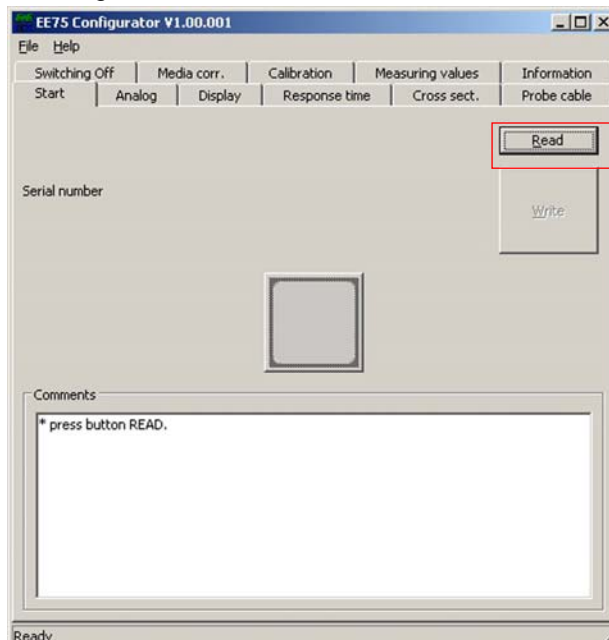 EE75 Configurator V1.00.001
File Help
Switching Off Media corr. Calibration Measuring values Information
Start Analog Display Response time Cross sect. Probe cable
Read
Serial number
Write
Comments
* press button READ.
Ready